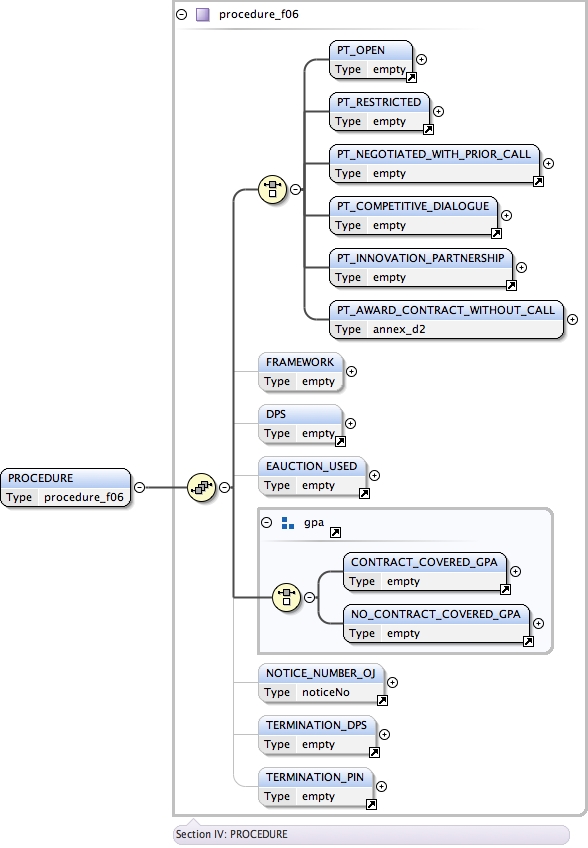 procedure_f06
PT_OPEN
Type empty
PT_RESTRICTED
Type empty
PT_NEGOTIATED_WITH_PRIOR_CALL
Type empty
PT_COMPETITIVE_DIALOGUE
Type empty
PT_INNOVATION_PARTNERSHIP
Type empty
PT_AWARD_CONTRACT_WITHOUT_CALL
Type annex_d2
FRAMEWORK
Type empty
DPS
Type empty
EAUCTION_USED
Type empty
PROCEDURE
Type procedure_f06
gpa
CONTRACT_COVERED_GPA
Type empty
NO_CONTRACT_COVERED_GPA
Type empty
NOTICE_NUMBER_OJ
Type noticeNo
TERMINATION_DPS
Type empty
TERMINATION_PIN
Type empty
Section IV: PROCEDURE